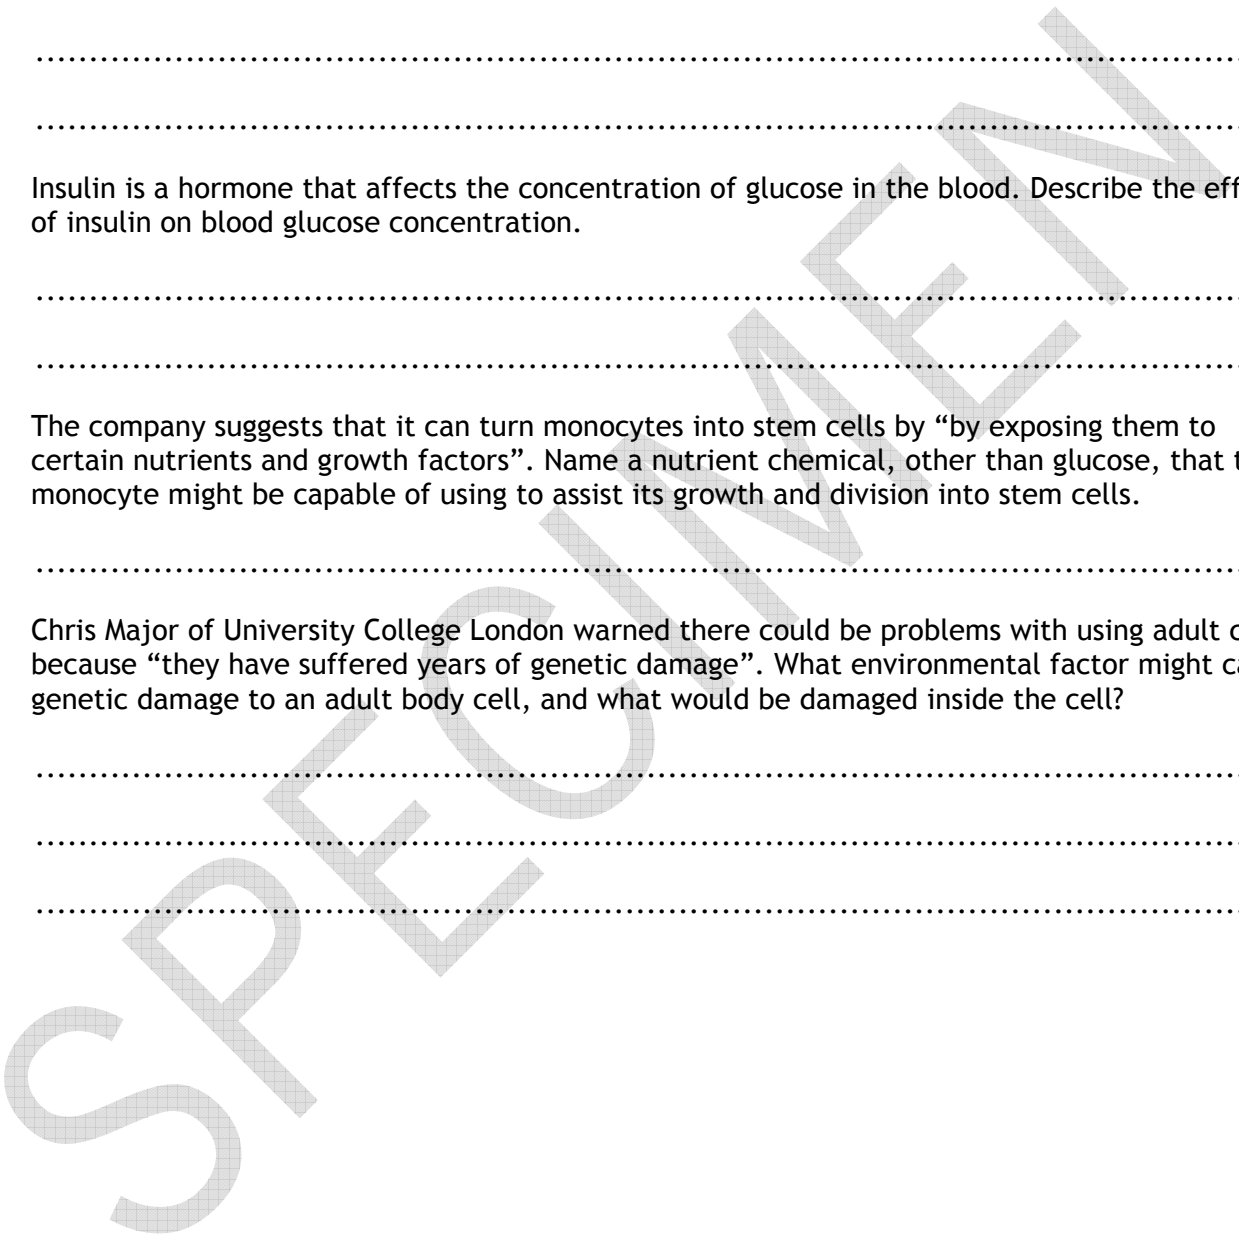 Insulin is a hormone that affects the concentration of glucose in the blood. Describe the eff
of insulin on blood glucose concentration.
The company suggests that it can turn monocytes into stem cells by “by exposing them to
certain nutrients and growth factors”. Name a nutrient chemical, other than glucose, that t
monocyte might be capable of using to assist its growth and division into stem cells.
Chris Major of University College London warned there could be problems with using adult c
because “they have suffered years of genetic damage”. What environmental factor might ca
genetic damage to an adult body cell, and what would be damaged inside the cell?
SPECIMEN